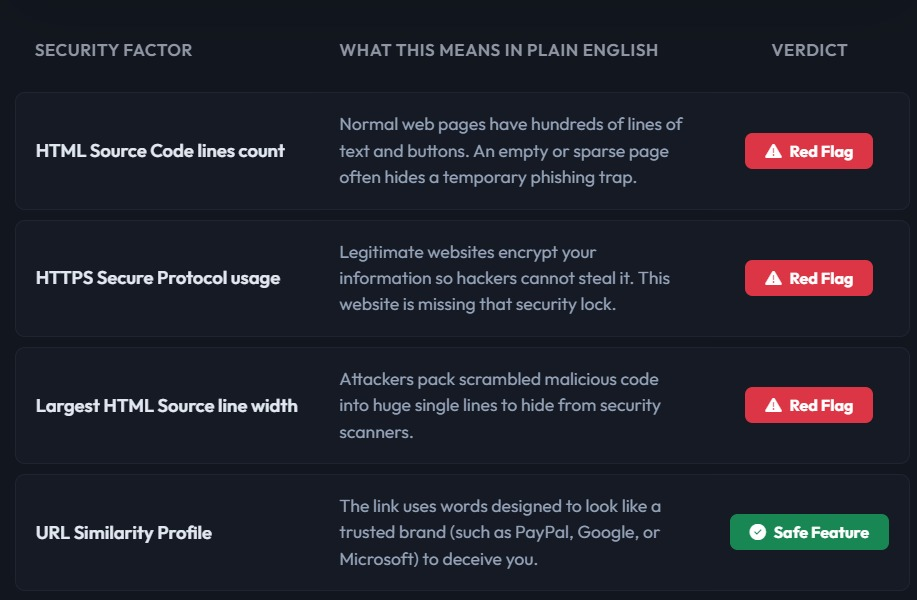 SECURITY FACTOR WHAT THIS MEANS IN PLAIN ENGLISH VERDICT
HTML Source Code lines count
Normal web pages have hundreds of lines of
text and buttons. An empty or sparse page
often hides a temporary phishing trap.
Red Flag
HTTPS Secure Protocol usage
Legitimate websites encrypt your
information so hackers cannot steal it. This
website is missing that security lock.
Red Flag
Largest HTML Source line width
Attackers pack scrambled malicious code
into huge single lines to hide from security
scanners.
Red Flag
URL Similarity Profile
The link uses words designed to look like a
trusted brand (such as PayPal, Google, or
Microsoft) to deceive you.
Safe Feature